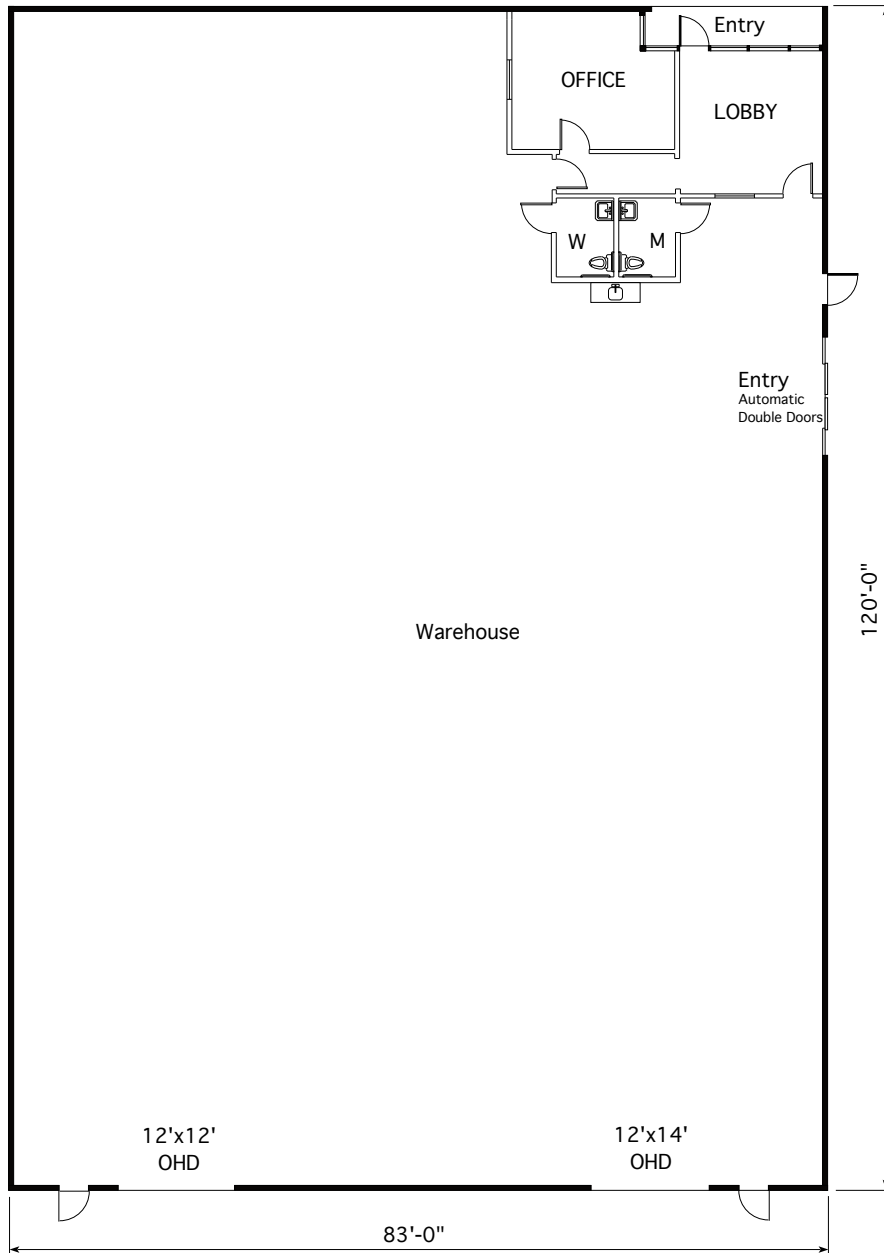 Entry
OFFICE
LOBBY
W
M
Entry
Automatic
Double Doors
120'-0"
Warehouse
12'x12'
OHD
12'x14'
OHD
83'-0"